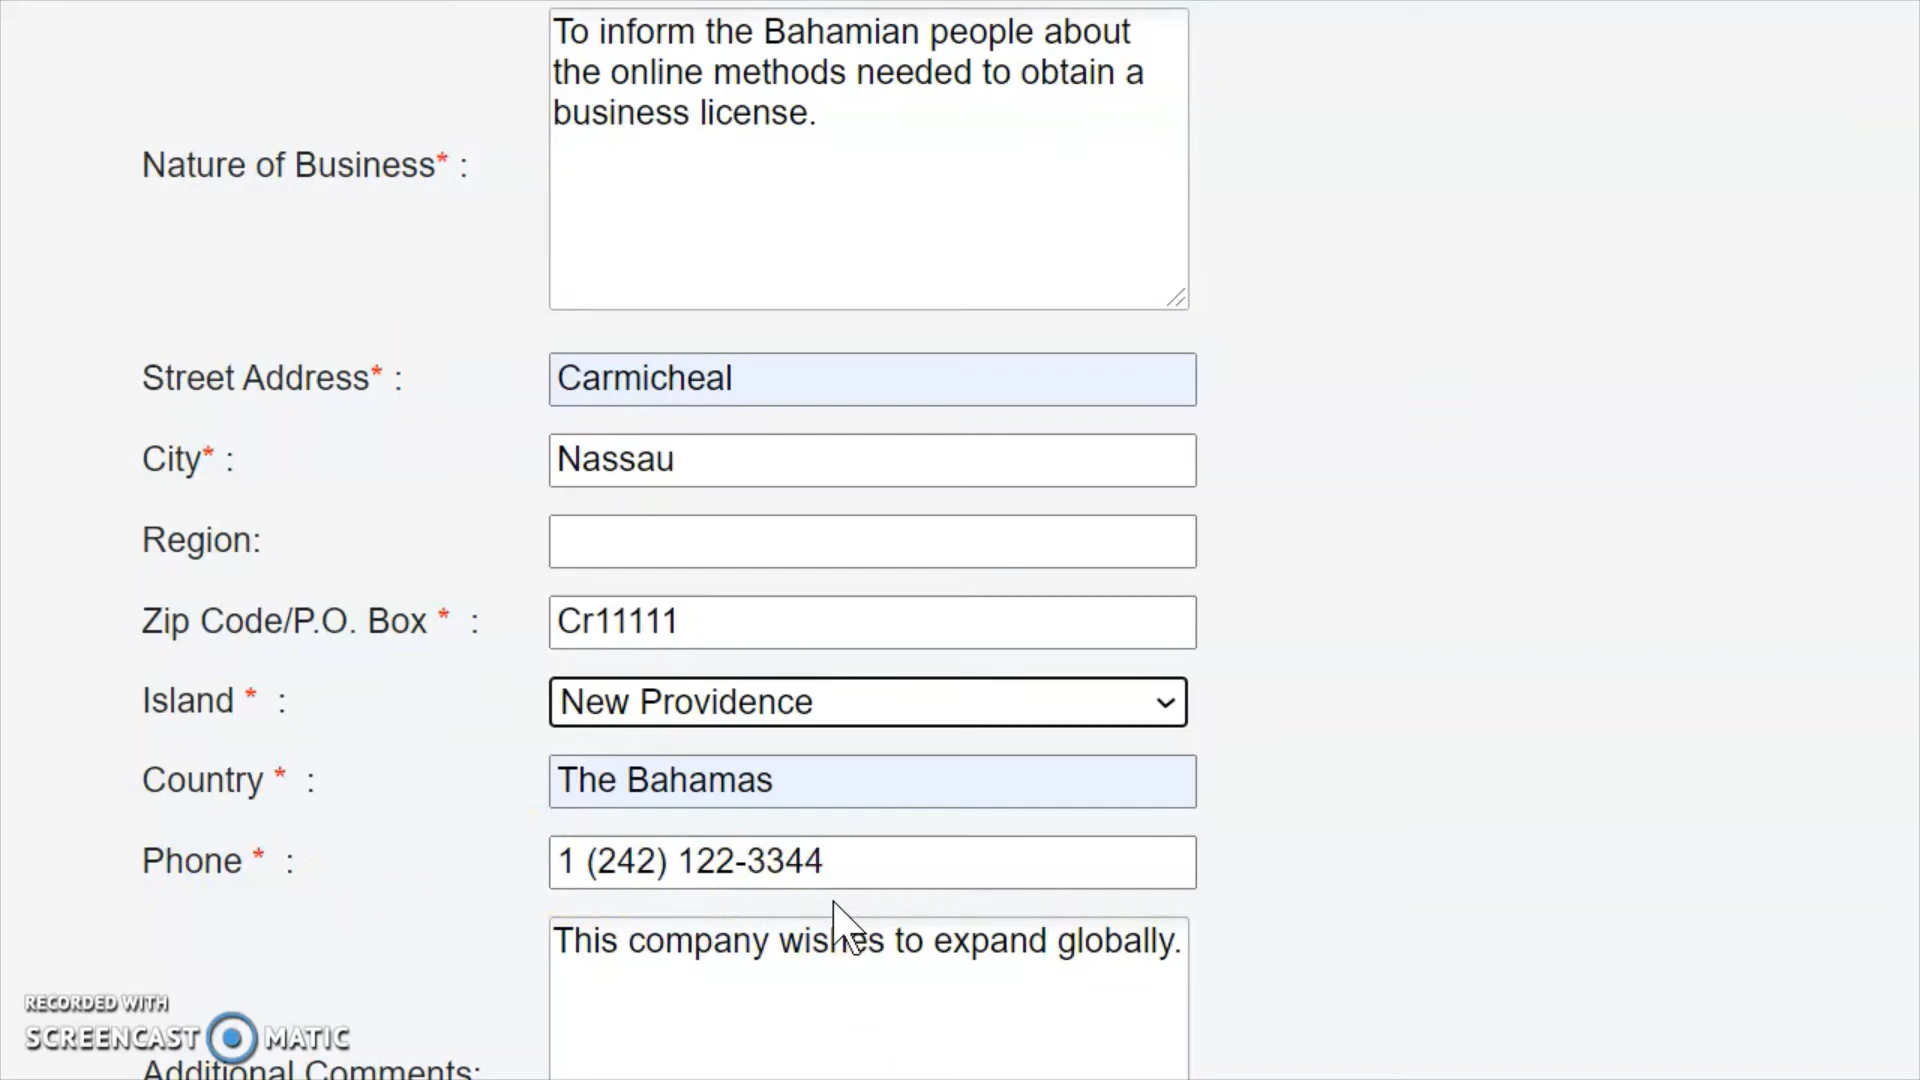 To inform the Bahamian people about
the online methods needed to obtain a
business license.
Nature of Business* :
Street Address* : Carmicheal
City* : Nassau
Region:
Zip Code/P.O. Box * : Cr11111
Island * : New Providence
Country * : The Bahamas
Phone * : 1 (242) 122-3344
This company wishes to expand globally.
Additional Comments:
RECORDED WITH
SCREENCAST MATIC